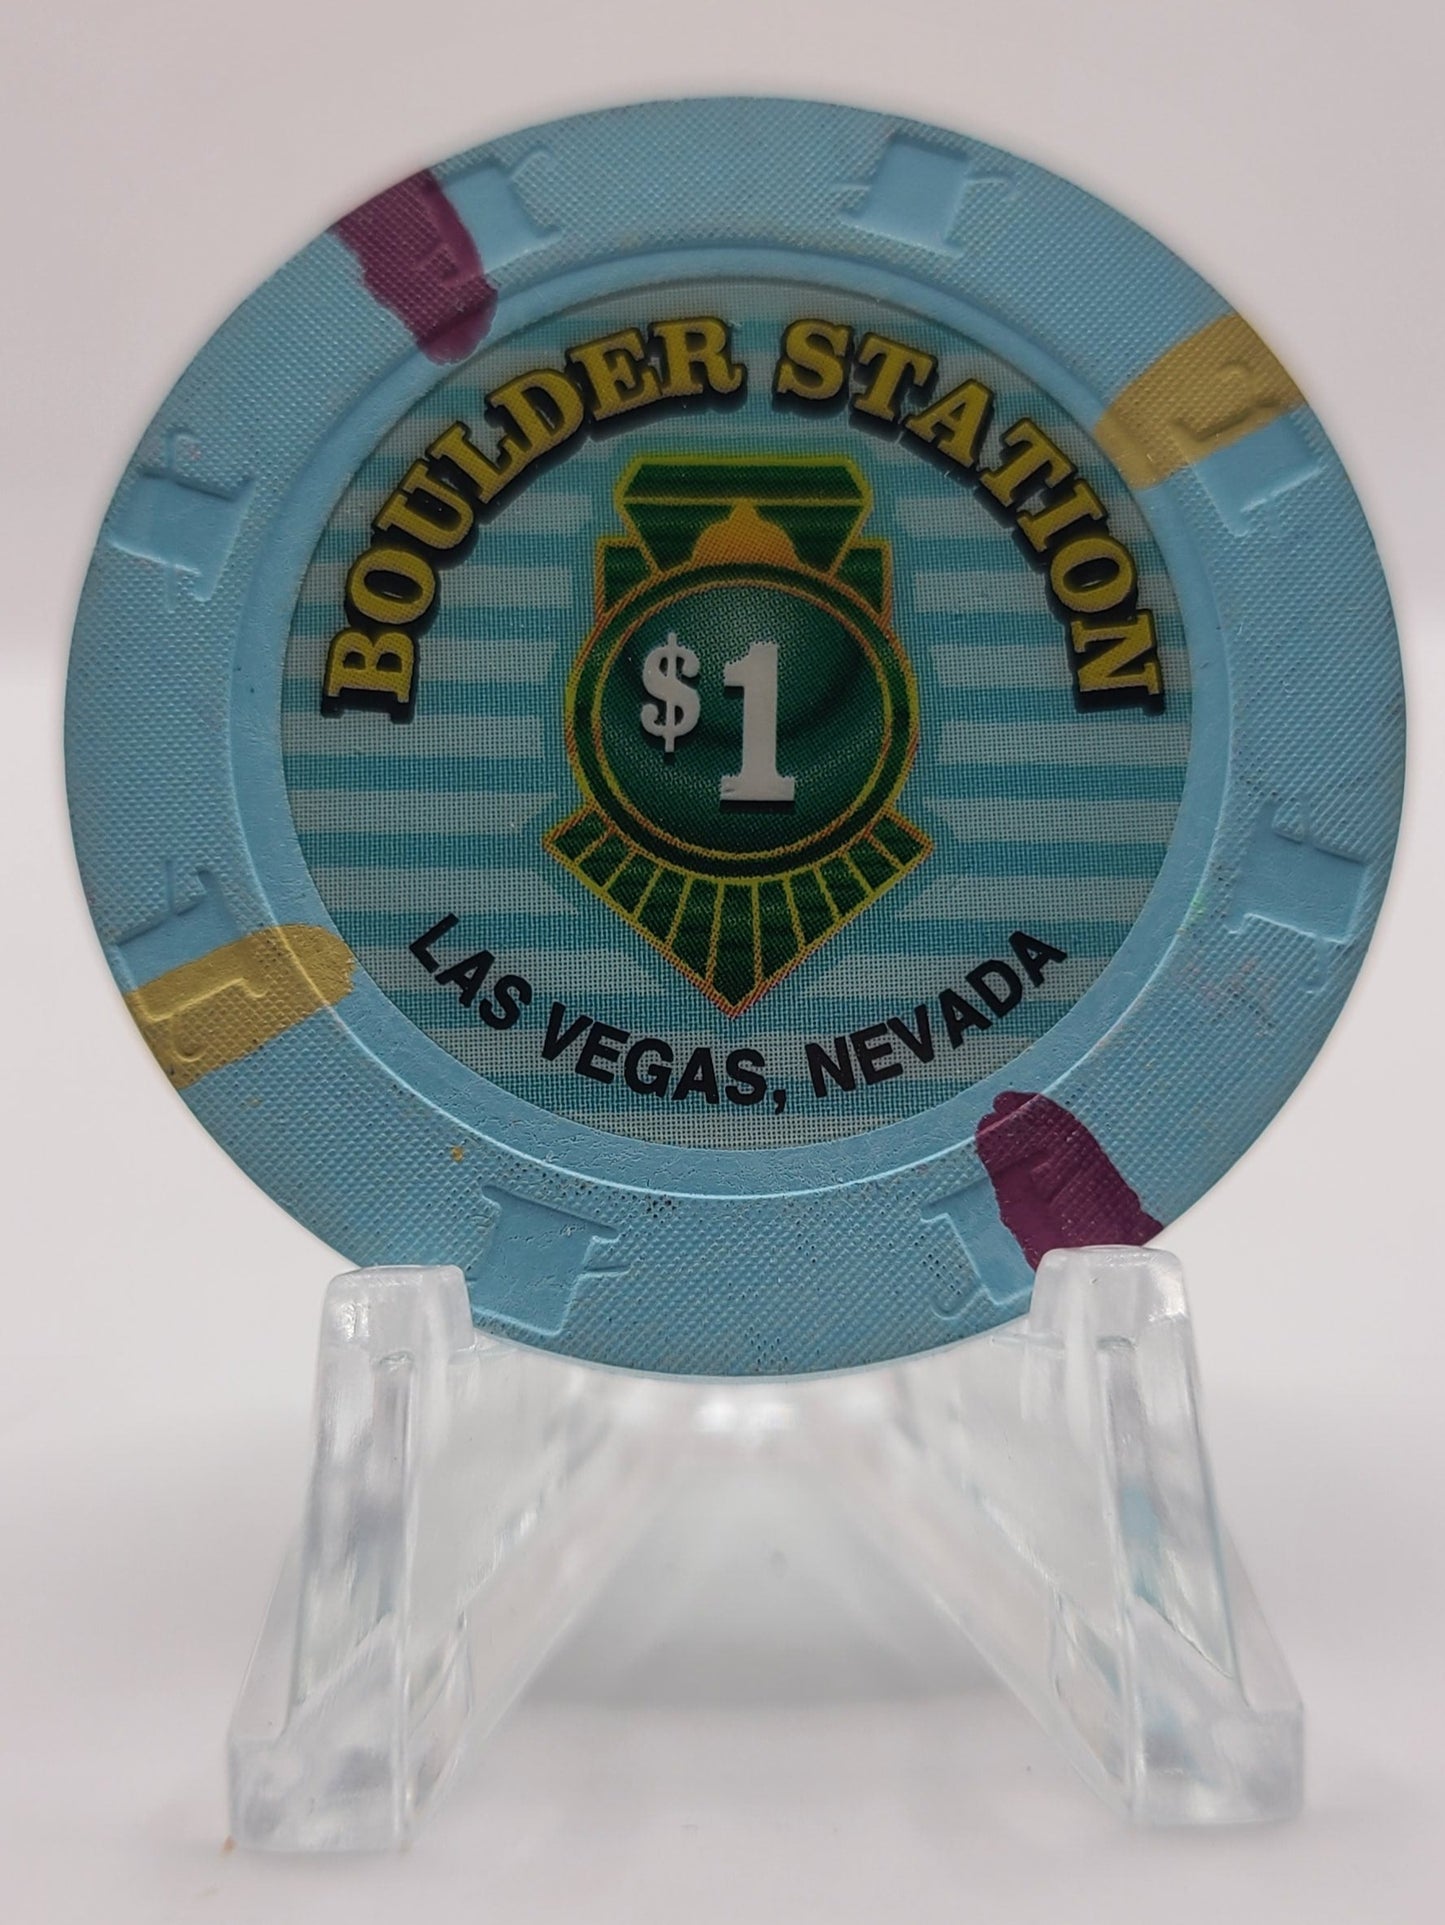 BOULDER STATION
$1
LAS VEGAS, NEVADA